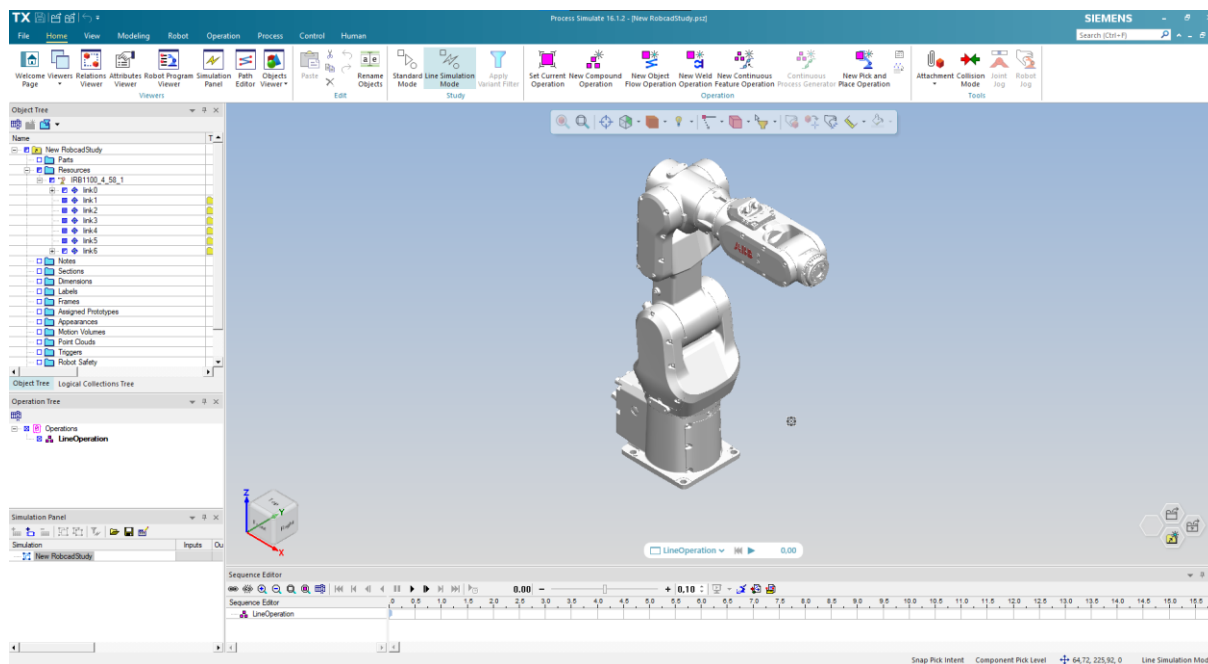 TX
Process Simulate 16.1.2 - [New RobcadStudy.psz]
SIEMENS
File Home View Modeling Robot Operation Process Control Human
Search (Ctrl+F)
Welcome Page
Viewers
Relations Viewer
Attributes Viewer
Robot Program Viewer
Simulation Panel
Path Editor
Objects Viewer
Paste
Rename Objects
Standard Mode
Line Simulation Mode
Apply Variant Filter
Set Current Operation
New Compound Operation
New Object Flow Operation
New Weld Operation
New Continuous Feature Operation
Continuous Process Generator
New Pick and Place Operation
Attachment
Collision Mode
Joint Jog
Robot Jog
Viewers Edit Study Operation Tools
Object Tree
Name T
New RobcadStudy
Parts
Resources
IRB1100_4_58_1
link0
link1
link2
link3
link4
link5
link6
Notes
Sections
Dimensions
Labels
Frames
Assigned Prototypes
Appearances
Motion Volumes
Point Clouds
Triggers
Robot Safety
Object Tree Logical Collections Tree
Operation Tree
Operations
LineOperation
ABB
Z
Y
X
Right
LineOperation 0.00
Simulation Panel
Simulation Inputs Ou
New RobcadStudy
Sequence Editor
0.00 - + 0,10
Sequence Editor
.0 0.5 1.0 1.5 2.0 2.5 3.0 3.5 4.0 4.5 5.0 5.5 6.0 6.5 7.0 7.5 8.0 8.5 9.0 9.5 10.0 10.5 11.0 11.5 12.0 12.5 13.0 13.5 14.0 14.5 15.0 15.5
LineOperation
Snap Pick Intent Component Pick Level 64,72, 225,92, 0 Line Simulation Mod